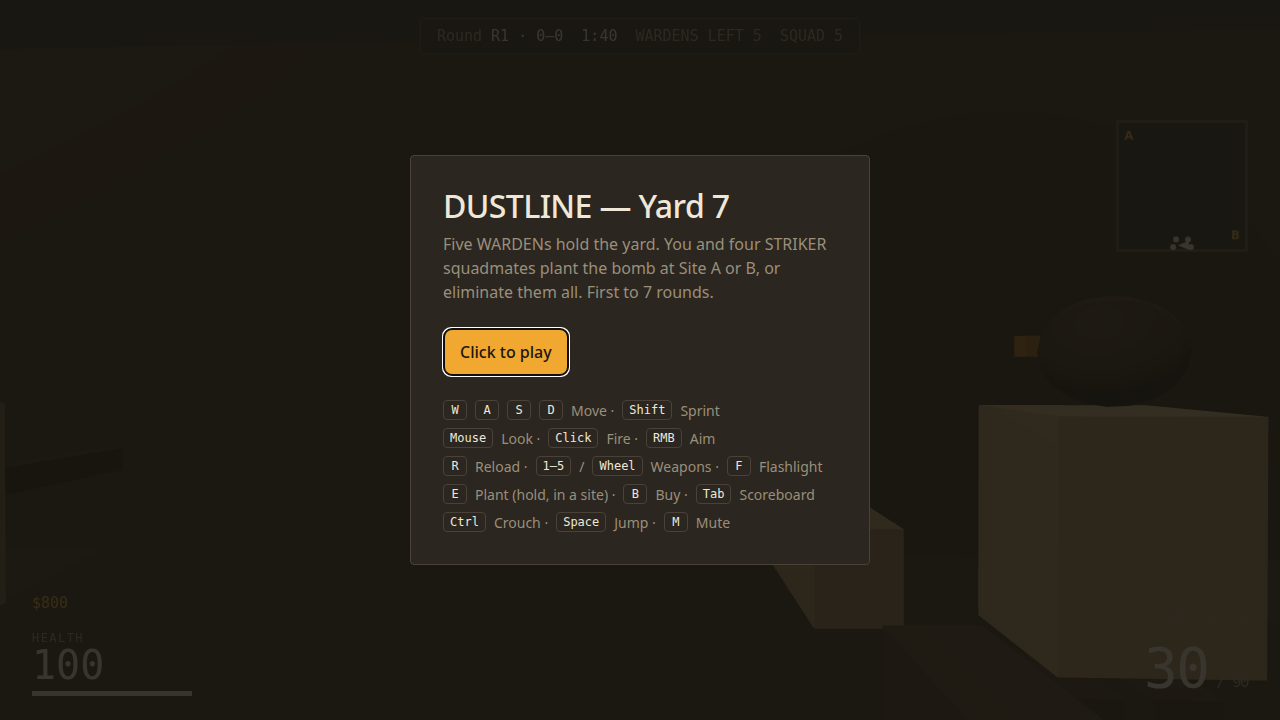 Round R1 · 0–0 1:40 WARDENS LEFT 5 SQUAD 5
A
B
DUSTLINE — Yard 7
Five WARDENs hold the yard. You and four STRIKER
squadmates plant the bomb at Site A or B, or
eliminate them all. First to 7 rounds.
Click to play
W A S D Move · Shift Sprint
Mouse Look · Click Fire · RMB Aim
R Reload · 1–5 / Wheel Weapons · F Flashlight
E Plant (hold, in a site) · B Buy · Tab Scoreboard
Ctrl Crouch · Space Jump · M Mute
$800
HEALTH
100
30 / 90